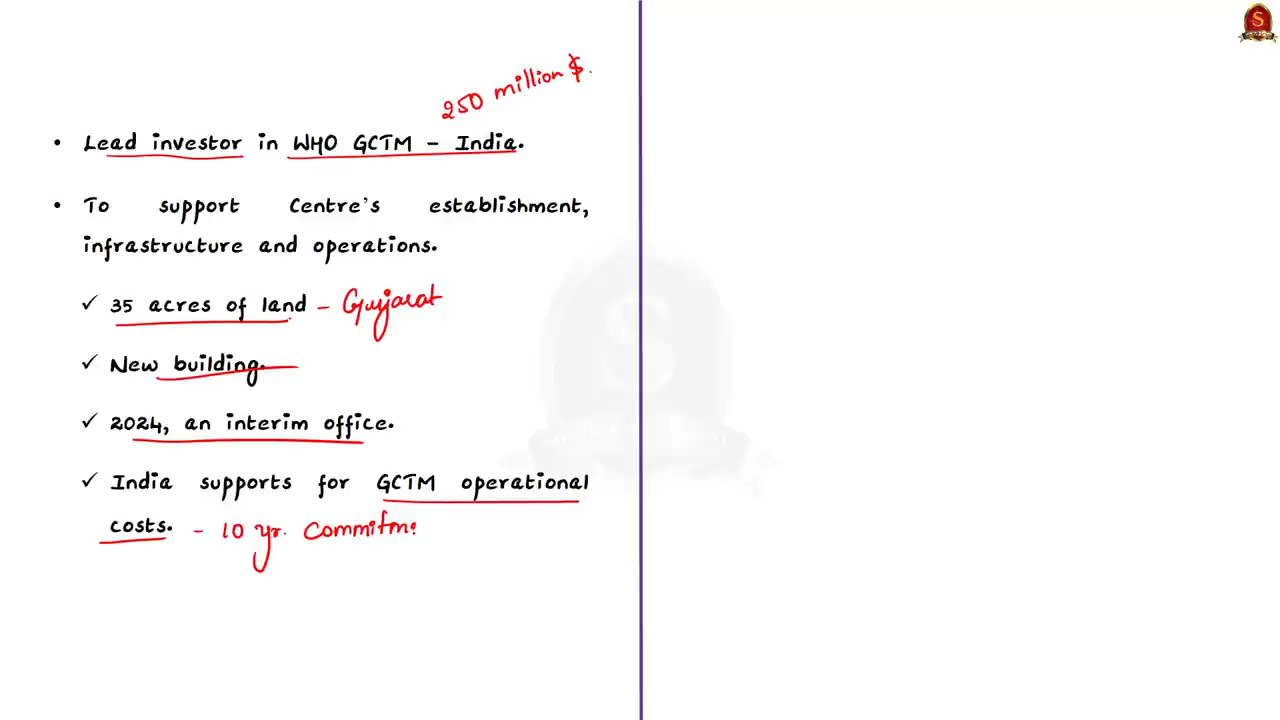 250 million $.
• Lead investor in WHO GCTM – India.
• To support Centre's establishment,
infrastructure and operations.
✓ 35 acres of land – Gujarat
✓ New building.
✓ 2024, an interim office.
✓ India supports for GCTM operational
costs. – 10 yr. Commitm